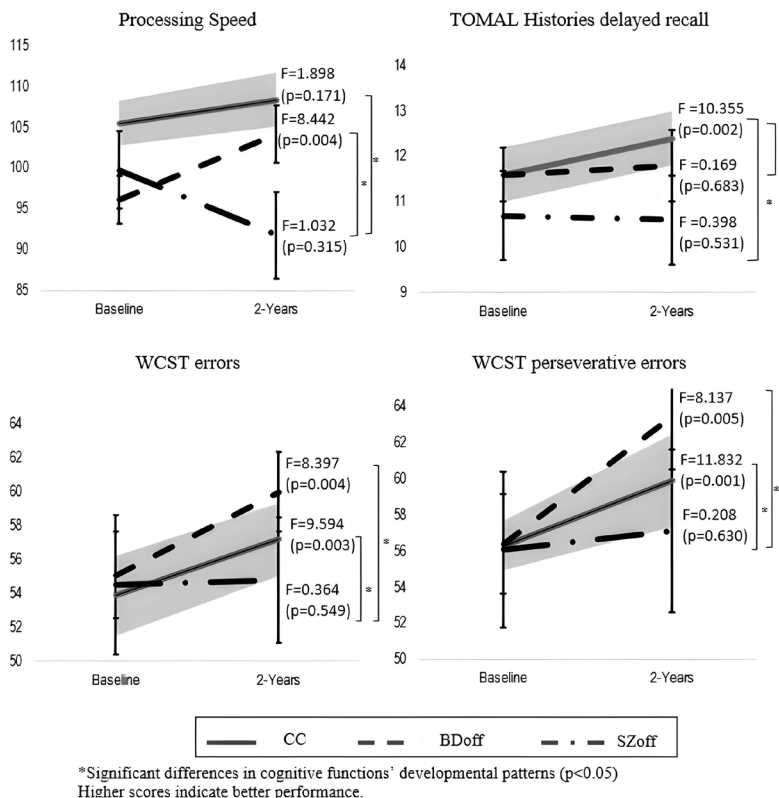 Processing Speed
115
110
105
100
95
90
85
F=1.898
(p=0.171)
F=8.442
(p=0.004)
F=1.032
(p=0.315)
*
*
Baseline
2-Years
TOMAL Histories delayed recall
14
13
12
11
10
9
F =10.355
(p=0.002)
F =0.169
(p=0.683)
F=0.398
(p=0.531)
*
Baseline
2-Years
WCST errors
64
62
60
55
54
52
50
F=8.397
(p=0.004)
F=9.594
(p=0.003)
F=0.364
(p=0.549)
*
*
Baseline
2-Years
WCST perseverative errors
64
62
60
58
56
54
50
F=8.137
(p=0.005)
F=11.832
(p=0.001)
F=0.208
(p=0.630)
*
*
Baseline
2-Years
CC
BDoff
SZoff
*Significant differences in cognitive functions’ developmental patterns (p<0.05)
Higher scores indicate better performance.